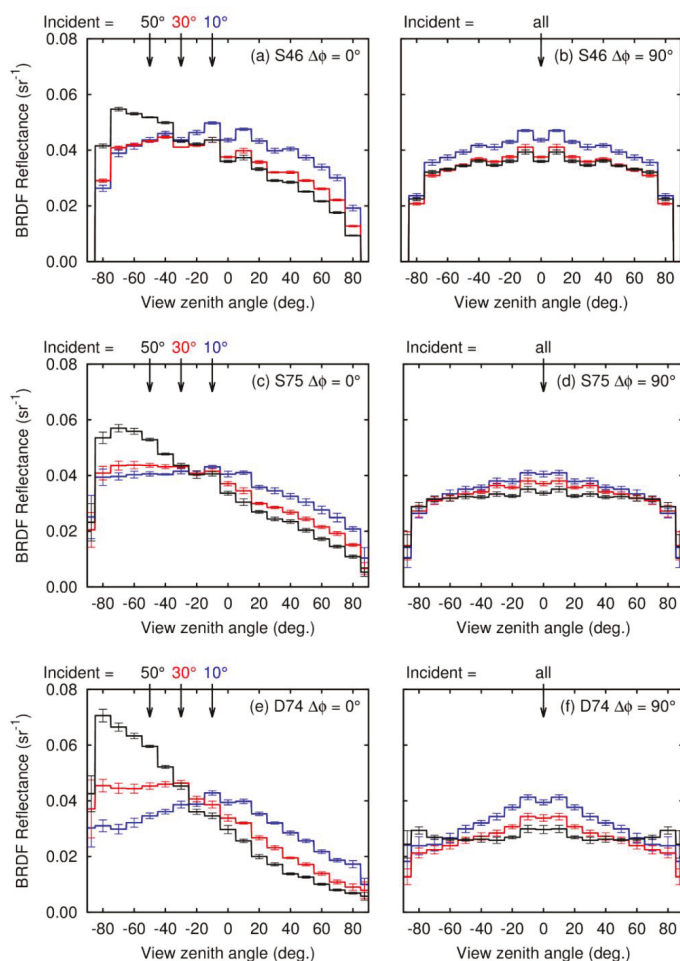 Incident = 50° 30° 10°
Incident = all
0.08
(a) S46 Δϕ = 0°
(b) S46 Δϕ = 90°
0.06
0.04
0.02
0.00
BRDF Reflectance (sr⁻¹)
-80 -60 -40 -20 0 20 40 60 80
-80 -60 -40 -20 0 20 40 60 80
View zenith angle (deg.)
View zenith angle (deg.)
Incident = 50° 30° 10°
Incident = all
0.08
(c) S75 Δϕ = 0°
(d) S75 Δϕ = 90°
0.06
0.04
0.02
0.00
BRDF Reflectance (sr⁻¹)
-80 -60 -40 -20 0 20 40 60 80
-80 -60 -40 -20 0 20 40 60 80
View zenith angle (deg.)
View zenith angle (deg.)
Incident = 50° 30° 10°
Incident = all
0.08
(e) D74 Δϕ = 0°
(f) D74 Δϕ = 90°
0.06
0.04
0.02
0.00
BRDF Reflectance (sr⁻¹)
-80 -60 -40 -20 0 20 40 60 80
-80 -60 -40 -20 0 20 40 60 80
View zenith angle (deg.)
View zenith angle (deg.)